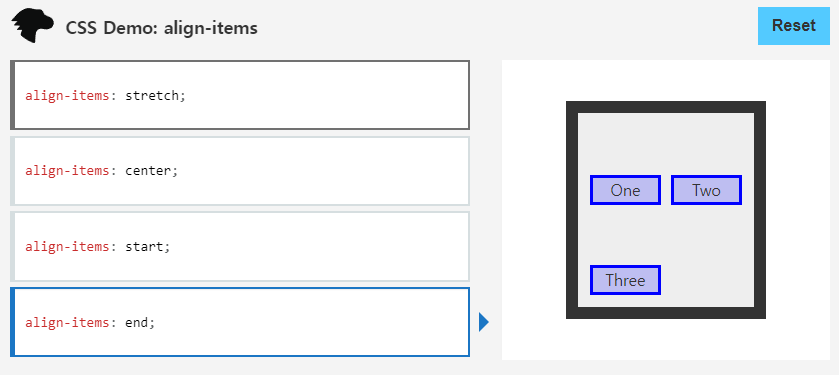 CSS Demo: align-items
Reset
align-items: stretch;
align-items: center;
align-items: start;
align-items: end;
One Two
Three